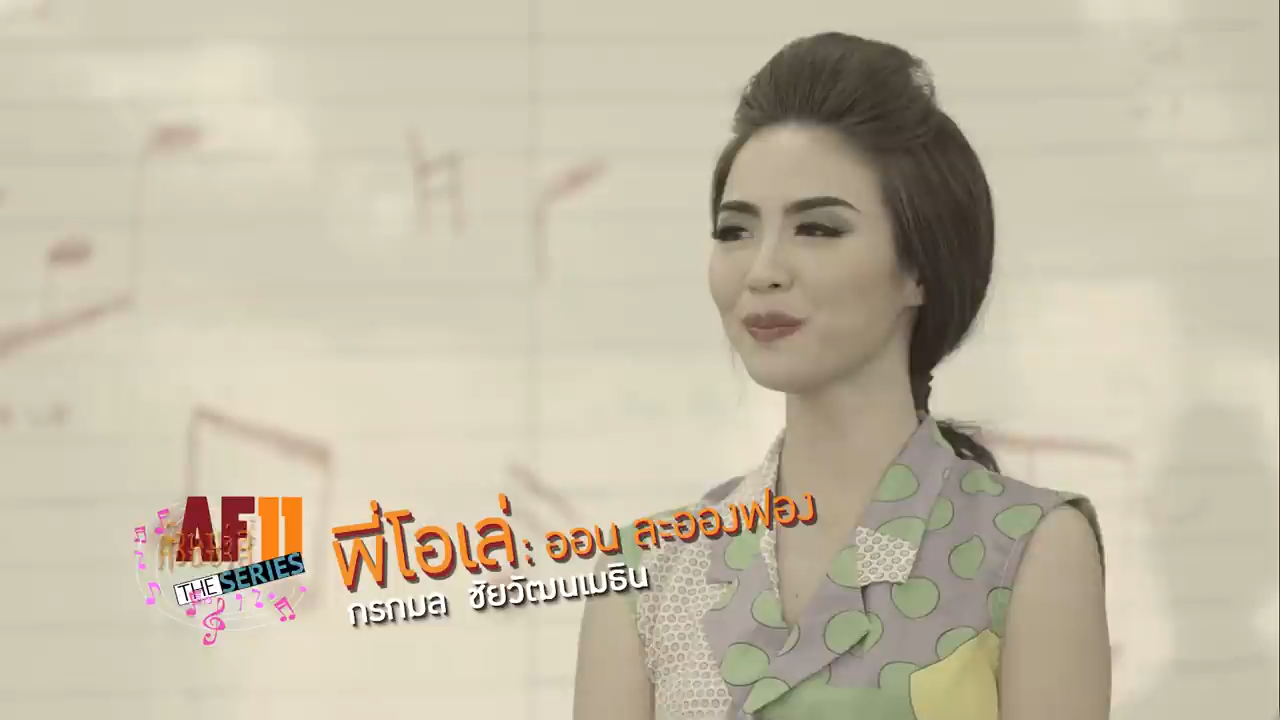 AF11
THE SERIES
พี่โอเล่: ออน ละอองฟอง
กรกมล ชัยวัฒนเมธิน